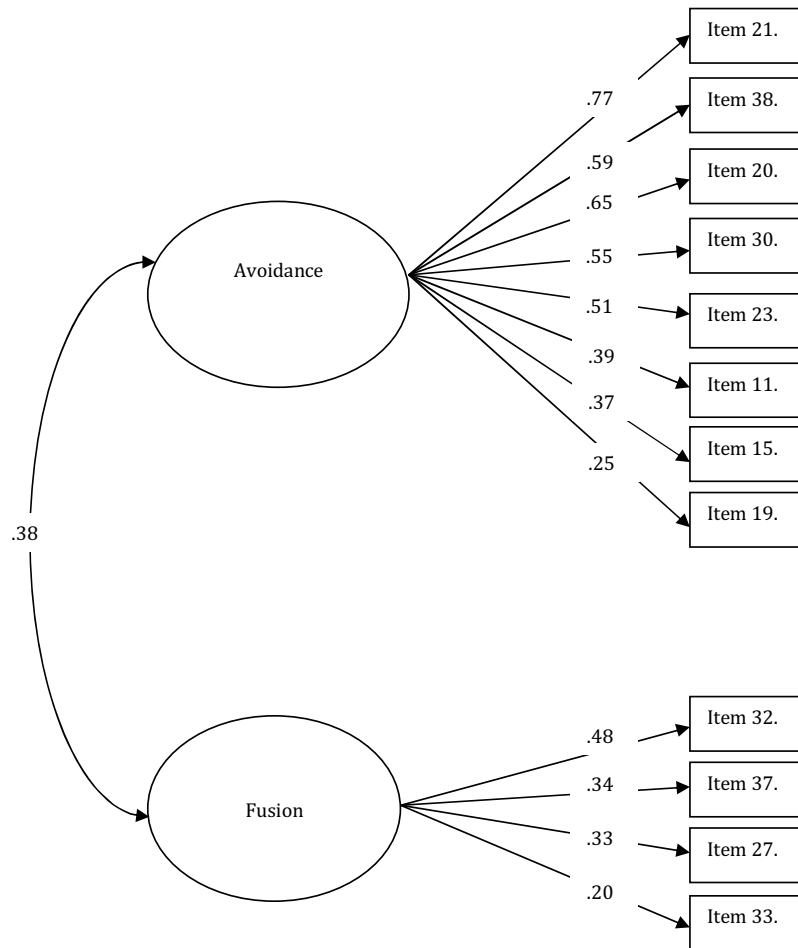 Item 21.
.77
Item 38.
.59
Item 20.
.65
Avoidance
Item 30.
.55
.51
Item 23.
.39
Item 11.
.37
Item 15.
.25
Item 19.
.38
Item 32.
.48
.34
Item 37.
Fusion
.33
Item 27.
.20
Item 33.